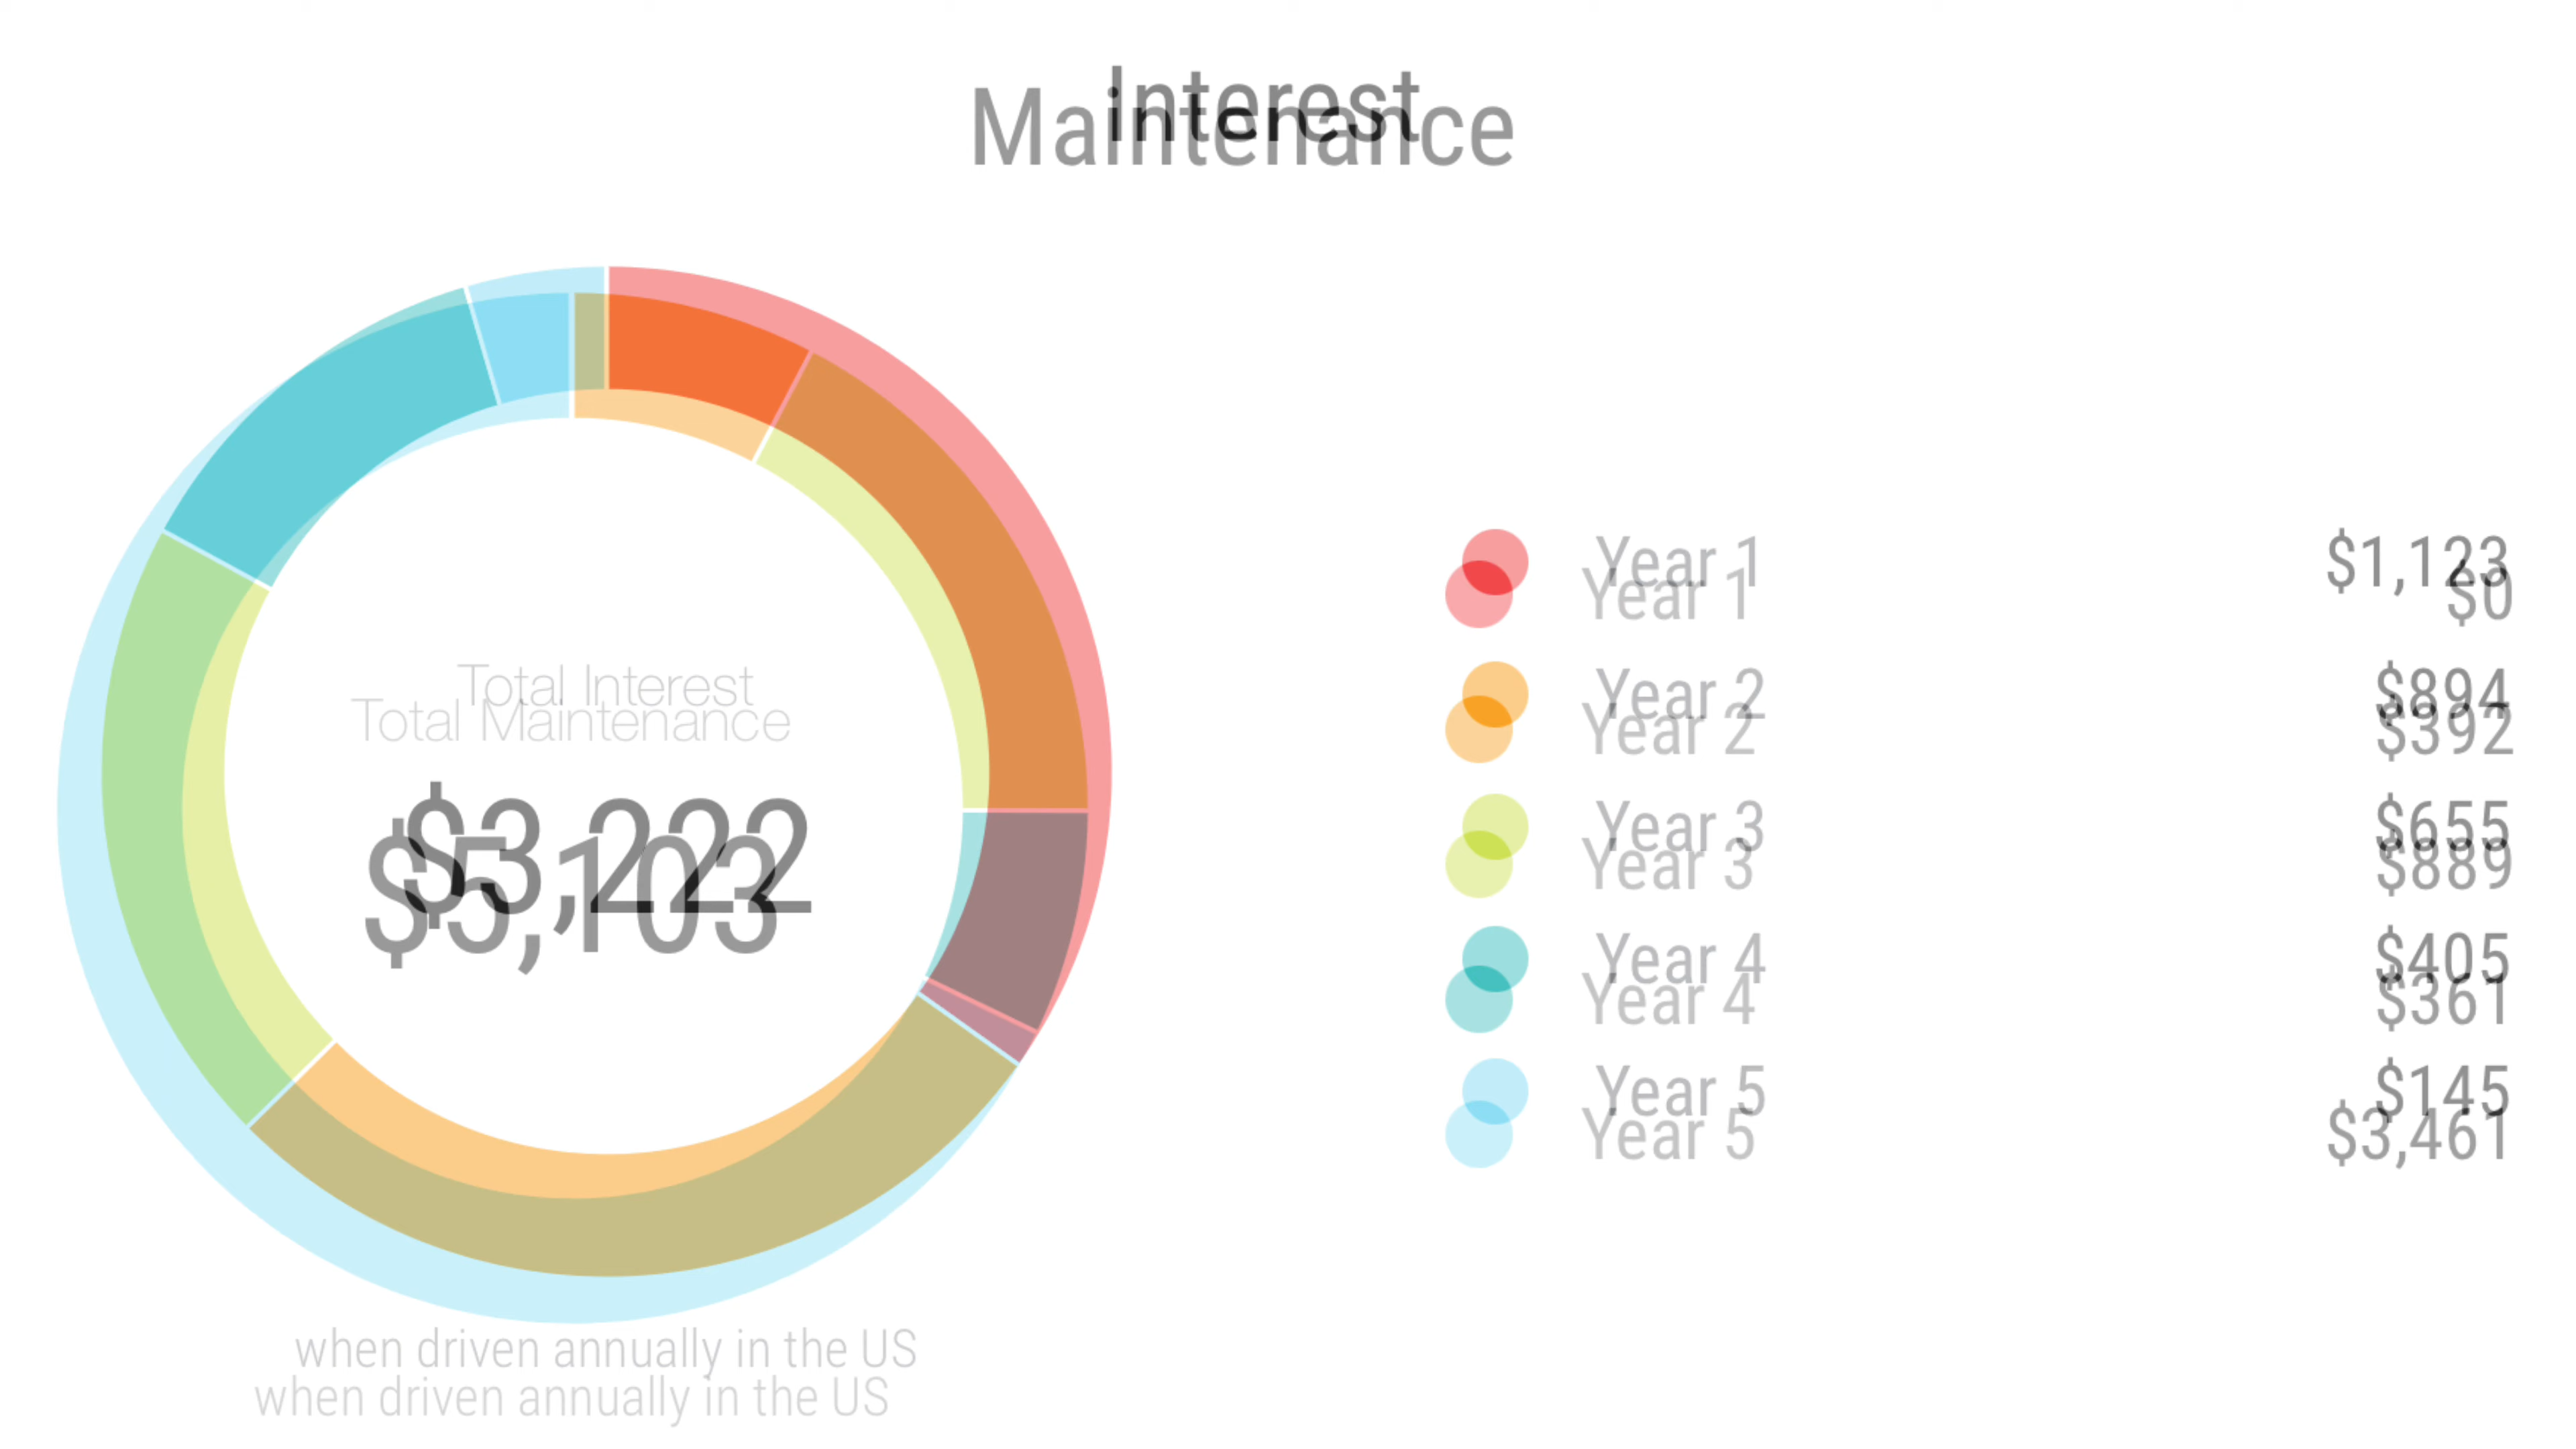 Interest
Maintenance
Total Interest
Total Maintenance
$3,222
$5,103
when driven annually in the US
when driven annually in the US
Year 1 $1,123
Year 1 $0
Year 2 $894
Year 2 $392
Year 3 $655
Year 3 $889
Year 4 $405
Year 4 $361
Year 5 $145
Year 5 $3,461